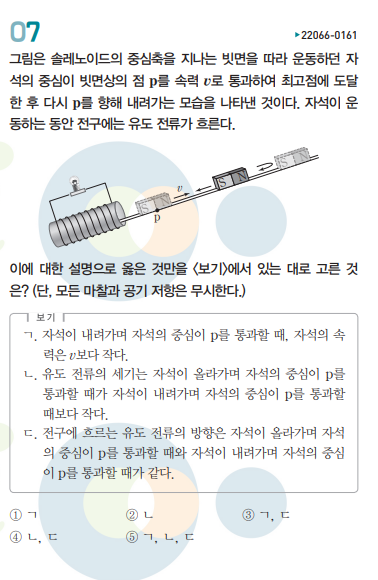 07
▸22066-0161
그림은 솔레노이드의 중심축을 지나는 빗면을 따라 운동하던 자
석의 중심이 빗면상의 점 p를 속력 v로 통과하여 최고점에 도달
한 후 다시 p를 향해 내려가는 모습을 나타낸 것이다. 자석이 운
동하는 동안 전구에는 유도 전류가 흐른다.
S N
S N
v
S N
p
이에 대한 설명으로 옳은 것만을 〈보기〉에서 있는 대로 고른 것
은? (단, 모든 마찰과 공기 저항은 무시한다.)
보기
ㄱ. 자석이 내려가며 자석의 중심이 p를 통과할 때, 자석의 속
력은 v보다 작다.
ㄴ. 유도 전류의 세기는 자석이 올라가며 자석의 중심이 p를
통과할 때가 자석이 내려가며 자석의 중심이 p를 통과할
때보다 작다.
ㄷ. 전구에 흐르는 유도 전류의 방향은 자석이 올라가며 자석
의 중심이 p를 통과할 때와 자석이 내려가며 자석의 중심
이 p를 통과할 때가 같다.
① ㄱ ② ㄴ ③ ㄱ, ㄷ
④ ㄴ, ㄷ ⑤ ㄱ, ㄴ, ㄷ